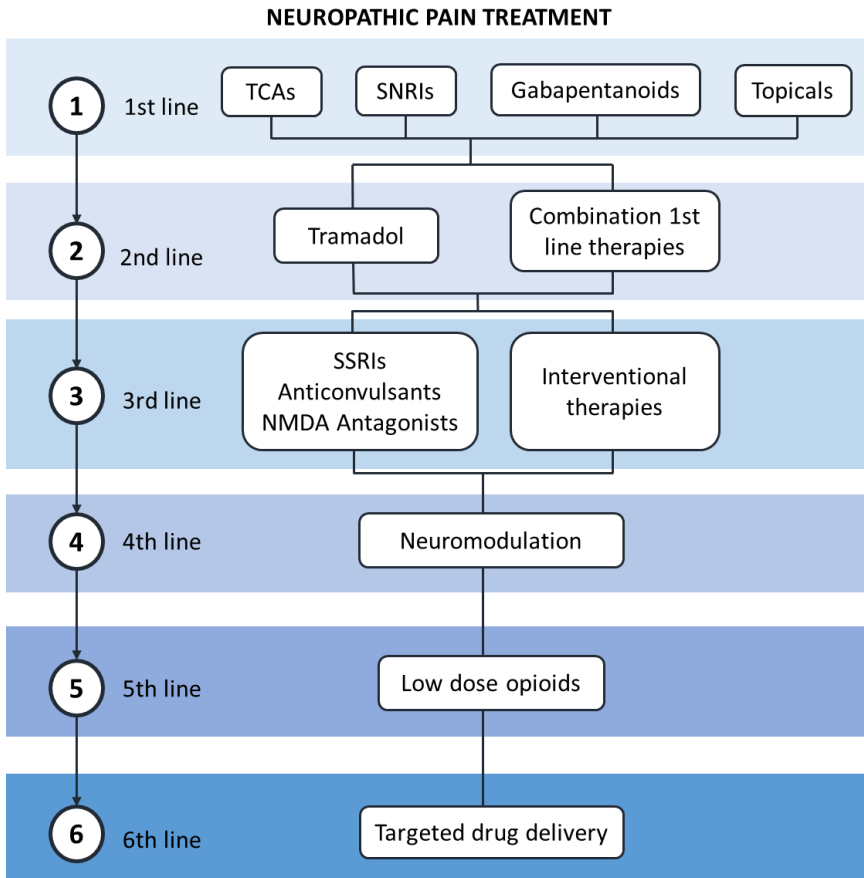 NEUROPATHIC PAIN TREATMENT
1
1st line
TCAs
SNRIs
Gabapentanoids
Topicals
2
2nd line
Tramadol
Combination 1st
line therapies
3
3rd line
SSRIs
Anticonvulsants
NMDA Antagonists
Interventional
therapies
4
4th line
Neuromodulation
5
5th line
Low dose opioids
6
6th line
Targeted drug delivery